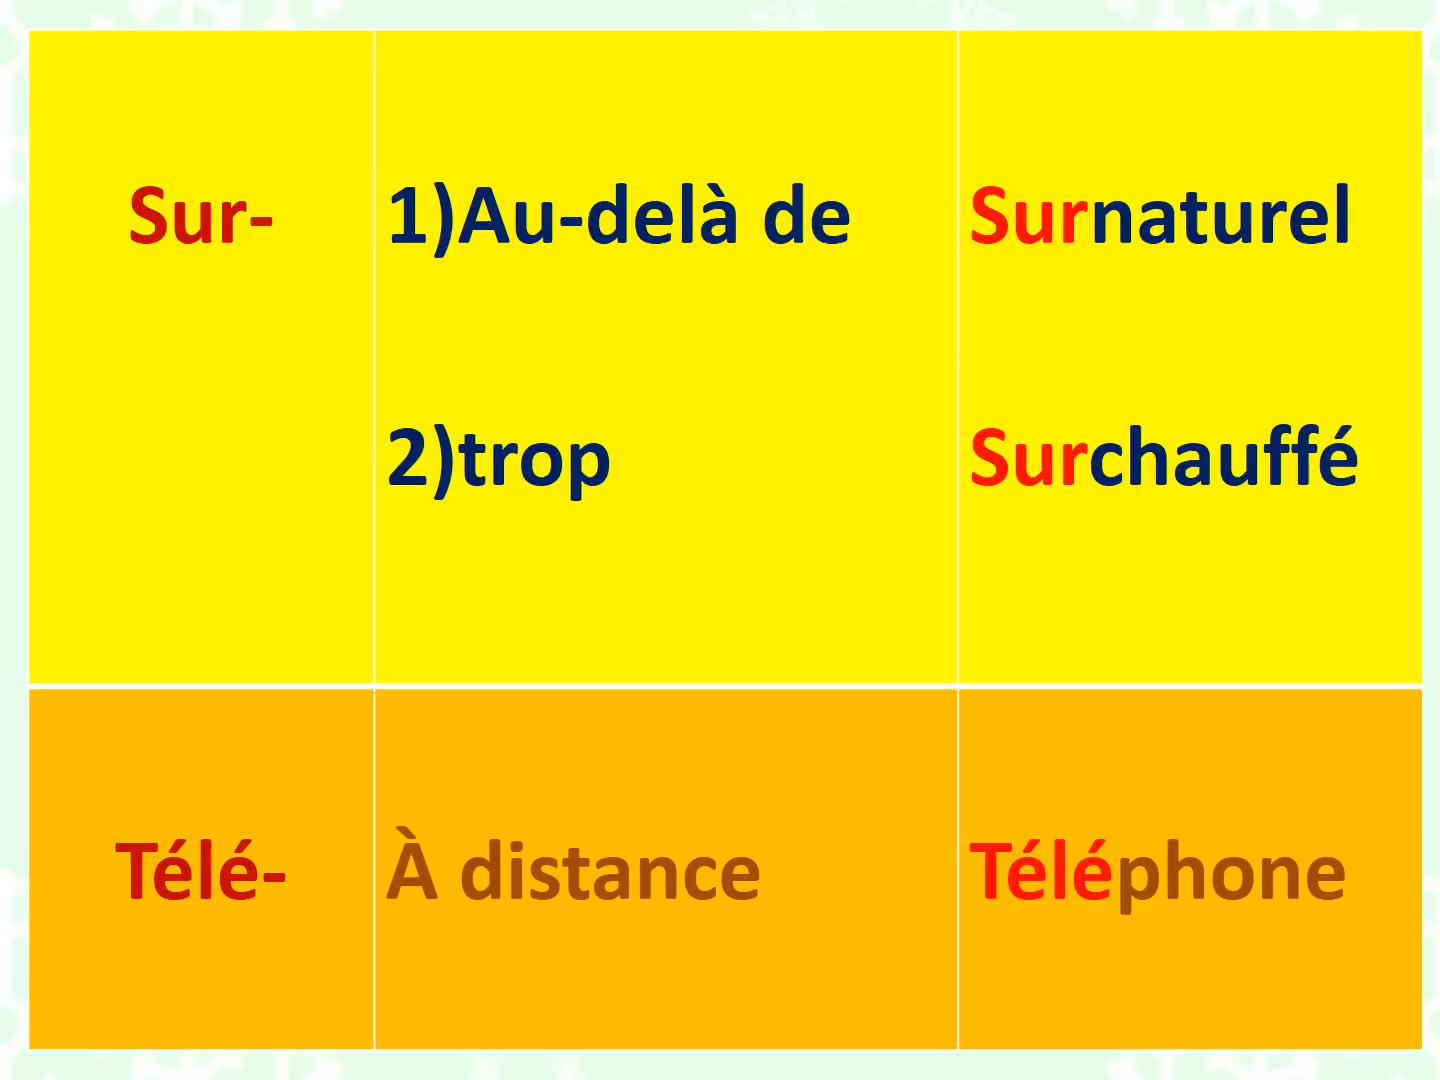 Sur- 1)Au-delà de Surnaturel
2)trop Surchauffé
Télé- À distance Téléphone